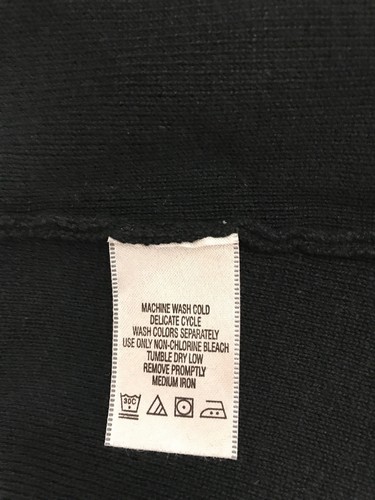 MACHINE WASH COLD
DELICATE CYCLE
WASH COLORS SEPARATELY
USE ONLY NON-CHLORINE BLEACH
TUMBLE DRY LOW
REMOVE PROMPTLY
MEDIUM IRON
30C